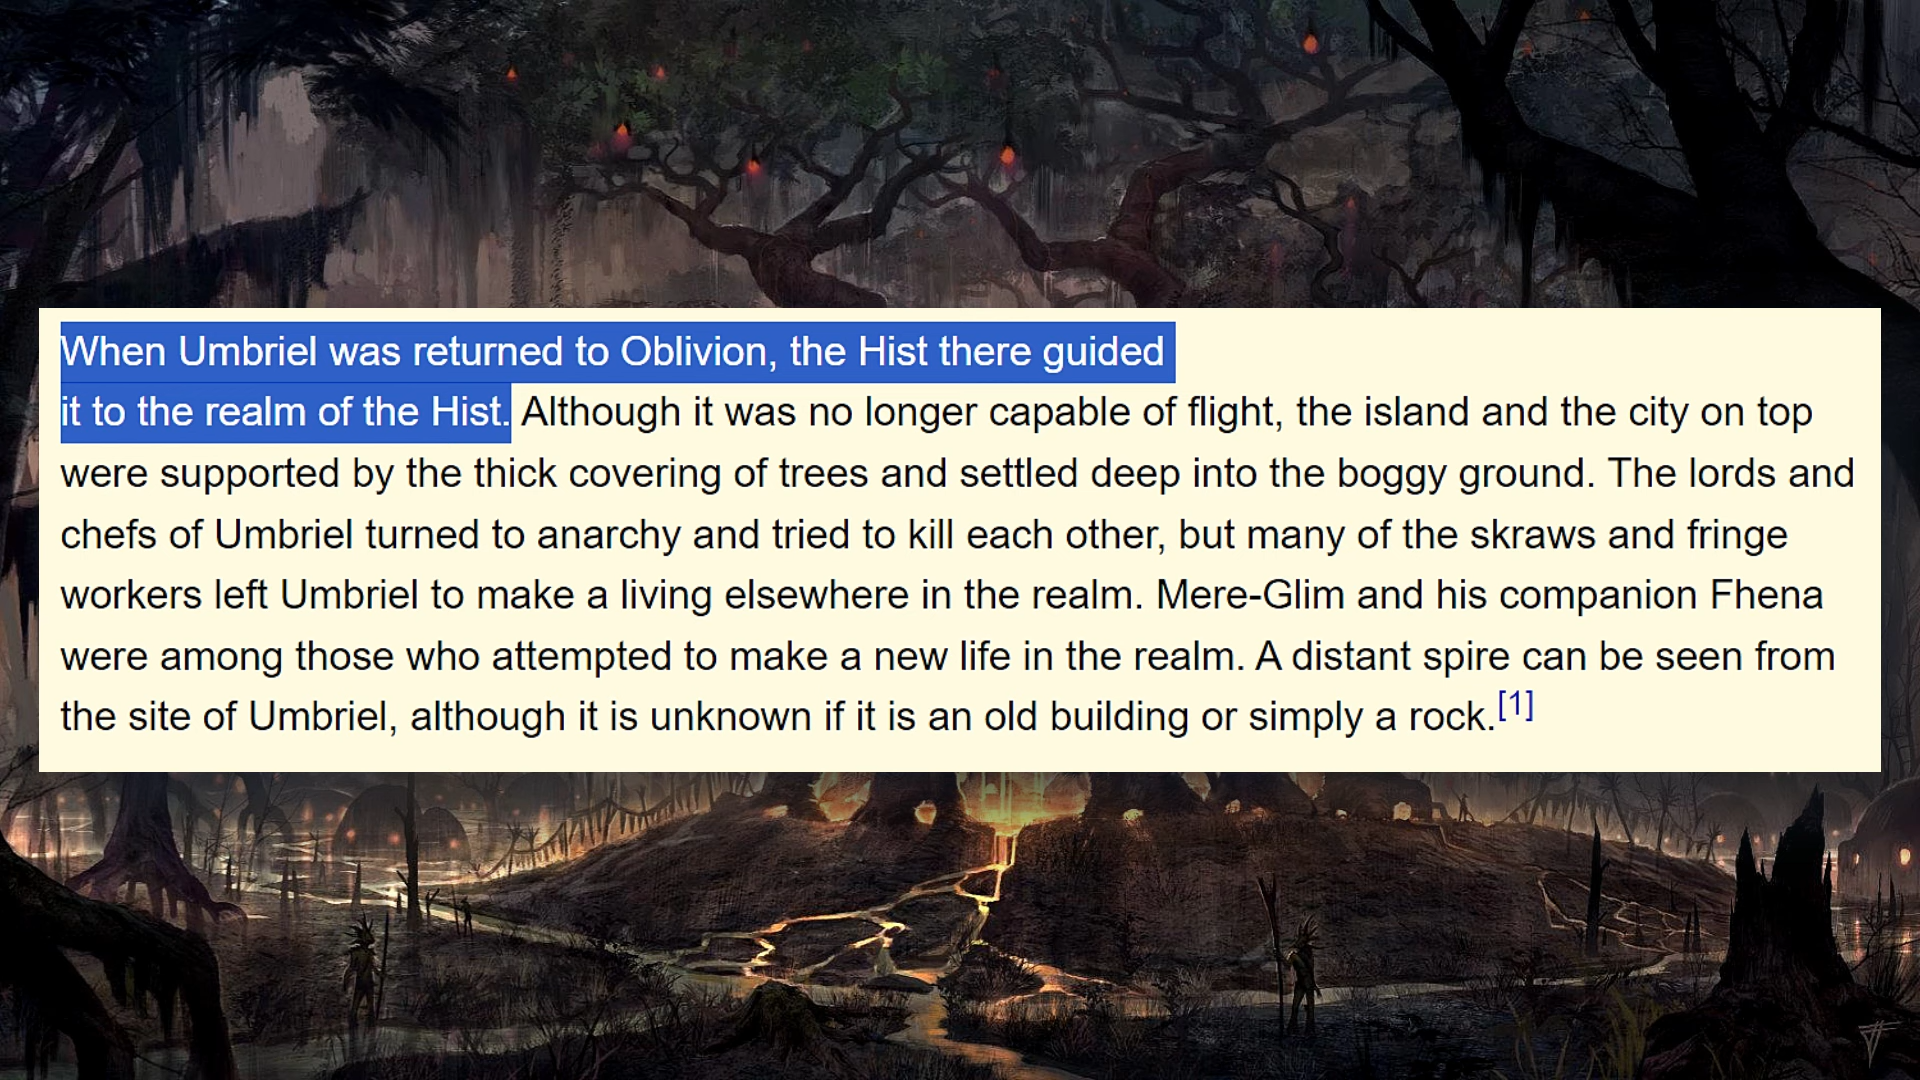 When Umbriel was returned to Oblivion, the Hist there guided
it to the realm of the Hist. Although it was no longer capable of flight, the island and the city on top
were supported by the thick covering of trees and settled deep into the boggy ground. The lords and
chefs of Umbriel turned to anarchy and tried to kill each other, but many of the skraws and fringe
workers left Umbriel to make a living elsewhere in the realm. Mere-Glim and his companion Fhena
were among those who attempted to make a new life in the realm. A distant spire can be seen from
the site of Umbriel, although it is unknown if it is an old building or simply a rock.[1]